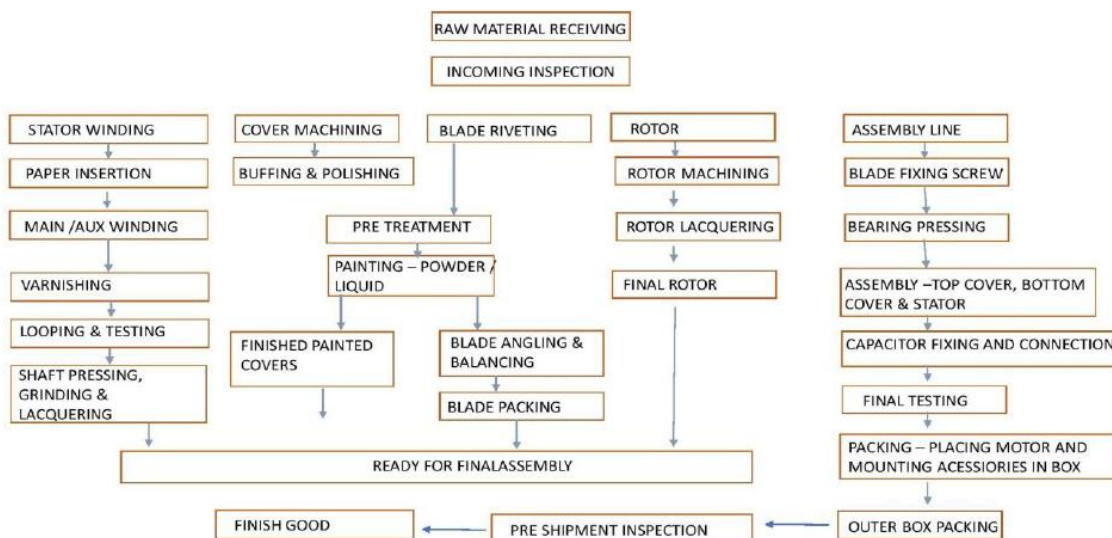 RAW MATERIAL RECEIVING
INCOMING INSPECTION
STATOR WINDING
PAPER INSERTION
MAIN /AUX WINDING
VARNISHING
LOOPING & TESTING
SHAFT PRESSING,
GRINDING &
LACQUERING
COVER MACHINING
BUFFING & POLISHING
BLADE RIVETING
PRE TREATMENT
PAINTING – POWDER /
LIQUID
FINISHED PAINTED
COVERS
BLADE ANGLING &
BALANCING
BLADE PACKING
ROTOR
ROTOR MACHINING
ROTOR LACQUERING
FINAL ROTOR
READY FOR FINALASSEMBLY
ASSEMBLY LINE
BLADE FIXING SCREW
BEARING PRESSING
ASSEMBLY –TOP COVER, BOTTOM
COVER & STATOR
CAPACITOR FIXING AND CONNECTION
FINAL TESTING
PACKING – PLACING MOTOR AND
MOUNTING ACESSIORIES IN BOX
OUTER BOX PACKING
PRE SHIPMENT INSPECTION
FINISH GOOD